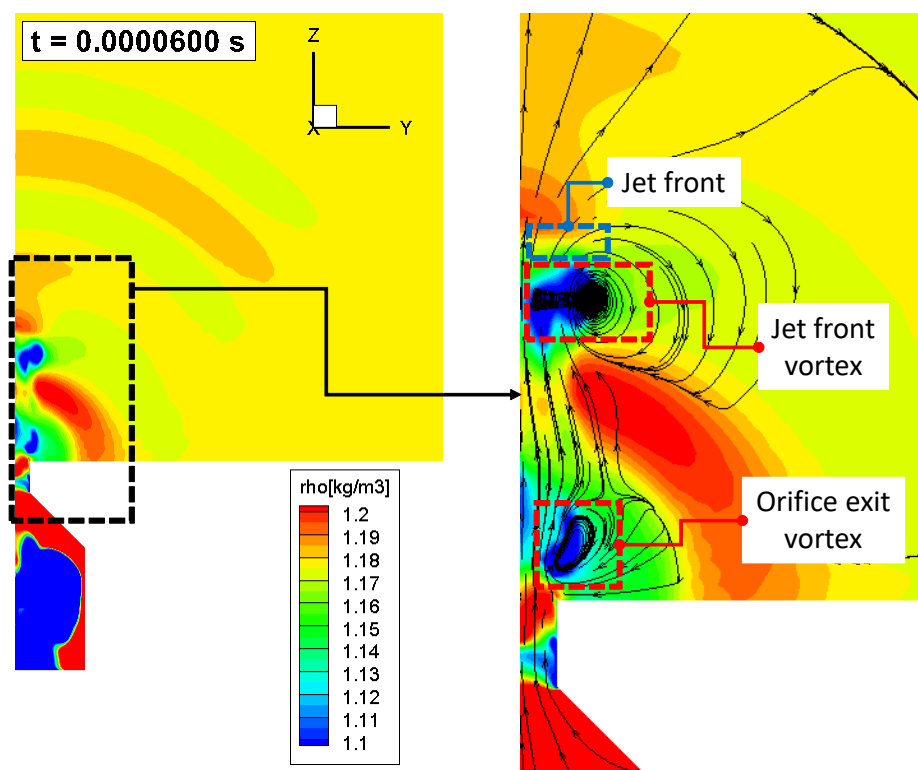 t = 0.0000600 s
Z
X
Y
Jet front
Jet front
vortex
Orifice exit
vortex
rho[kg/m3]
1.2
1.19
1.18
1.17
1.16
1.15
1.14
1.13
1.12
1.11
1.1